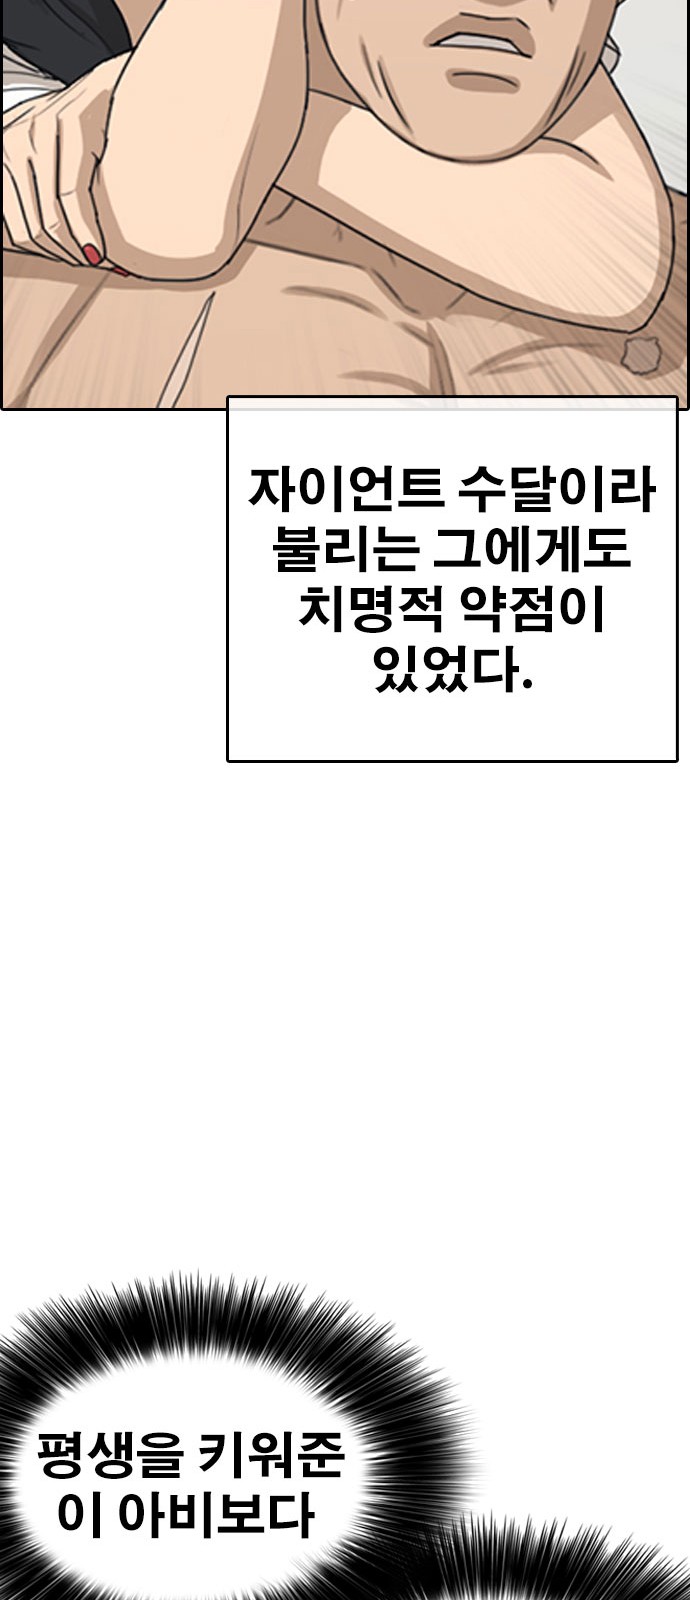 자이언트 수달이라
불리는 그에게도
치명적 약점이
있었다.
평생을 키워준
이 아비보다